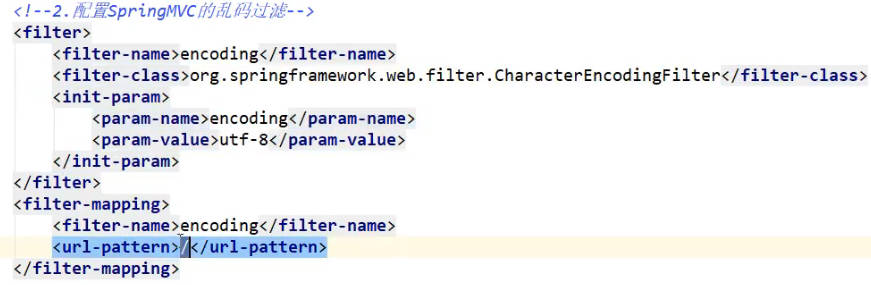 <!--2.配置SpringMVC的乱码过滤-->
<filter>
<filter-name>encoding</filter-name>
<filter-class>org.springframework.web.filter.CharacterEncodingFilter</filter-class>
<init-param>
<param-name>encoding</param-name>
<param-value>utf-8</param-value>
</init-param>
</filter>
<filter-mapping>
<filter-name>encoding</filter-name>
<url-pattern>/</url-pattern>
</filter-mapping>